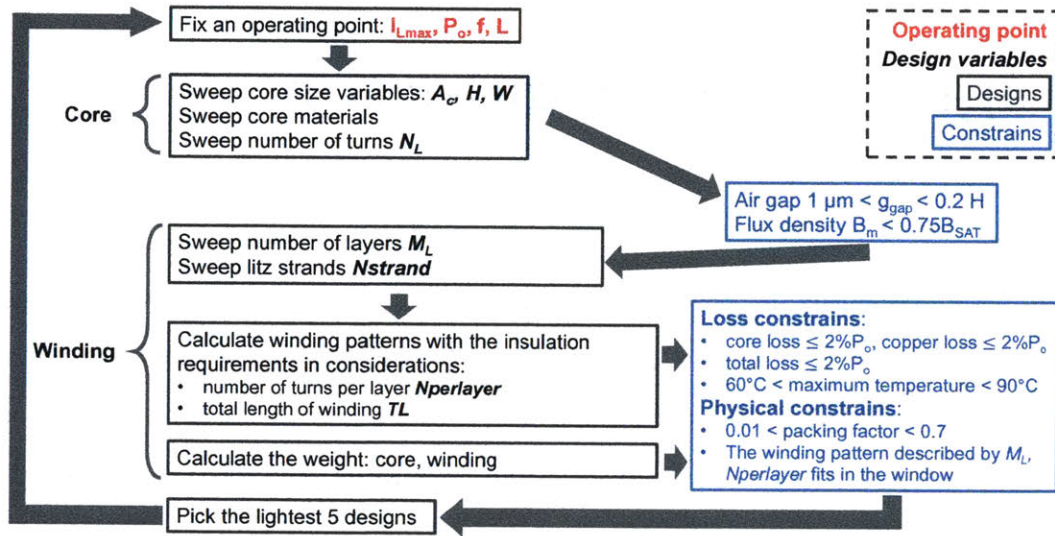 Fix an operating point: I_Lmax, P_o, f, L
Operating point
Design variables
Designs
Constrains
Core
Sweep core size variables: A_c, H, W
Sweep core materials
Sweep number of turns N_L
Air gap 1 μm < g_gap < 0.2 H
Flux density B_m < 0.75B_SAT
Winding
Sweep number of layers M_L
Sweep litz strands Nstrand
Calculate winding patterns with the insulation
requirements in considerations:
• number of turns per layer Nperlayer
• total length of winding TL
Calculate the weight: core, winding
Loss constrains:
• core loss ≤ 2%P_o, copper loss ≤ 2%P_o
• total loss ≤ 2%P_o
• 60°C < maximum temperature < 90°C
Physical constrains:
• 0.01 < packing factor < 0.7
• The winding pattern described by M_L,
Nperlayer fits in the window
Pick the lightest 5 designs